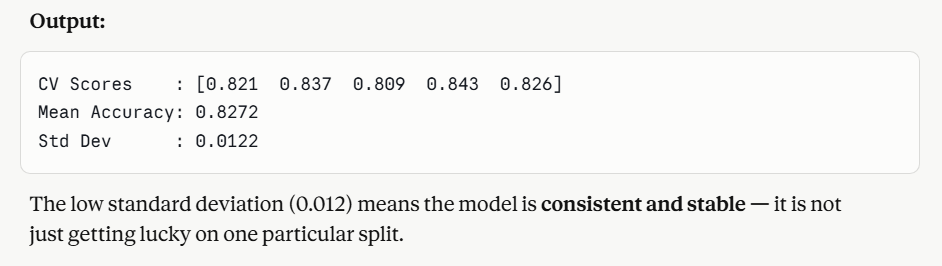 Output:
CV Scores    : [0.821  0.837  0.809  0.843  0.826]
Mean Accuracy: 0.8272
Std Dev      : 0.0122
The low standard deviation (0.012) means the model is consistent and stable — it is not
just getting lucky on one particular split.